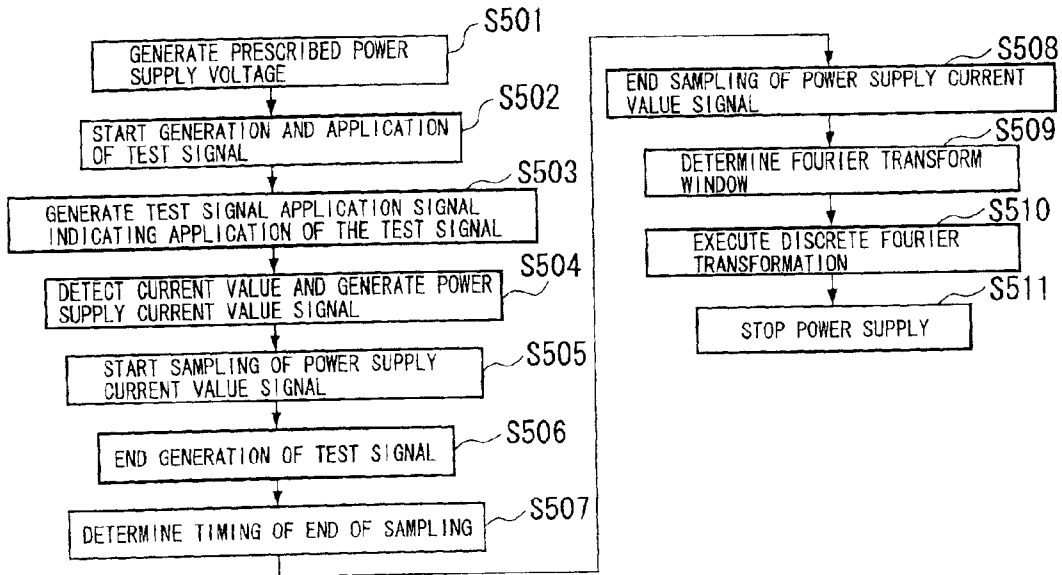 S501
GENERATE PRESCRIBED POWER
SUPPLY VOLTAGE
S502
START GENERATION AND APPLICATION
OF TEST SIGNAL
S503
GENERATE TEST SIGNAL APPLICATION SIGNAL
INDICATING APPLICATION OF THE TEST SIGNAL
S504
DETECT CURRENT VALUE AND GENERATE POWER
SUPPLY CURRENT VALUE SIGNAL
S505
START SAMPLING OF POWER SUPPLY
CURRENT VALUE SIGNAL
S506
END GENERATION OF TEST SIGNAL
S507
DETERMINE TIMING OF END OF SAMPLING
S508
END SAMPLING OF POWER SUPPLY CURRENT
VALUE SIGNAL
S509
DETERMINE FOURIER TRANSFORM
WINDOW
S510
EXECUTE DISCRETE FOURIER
TRANSFORMATION
S511
STOP POWER SUPPLY